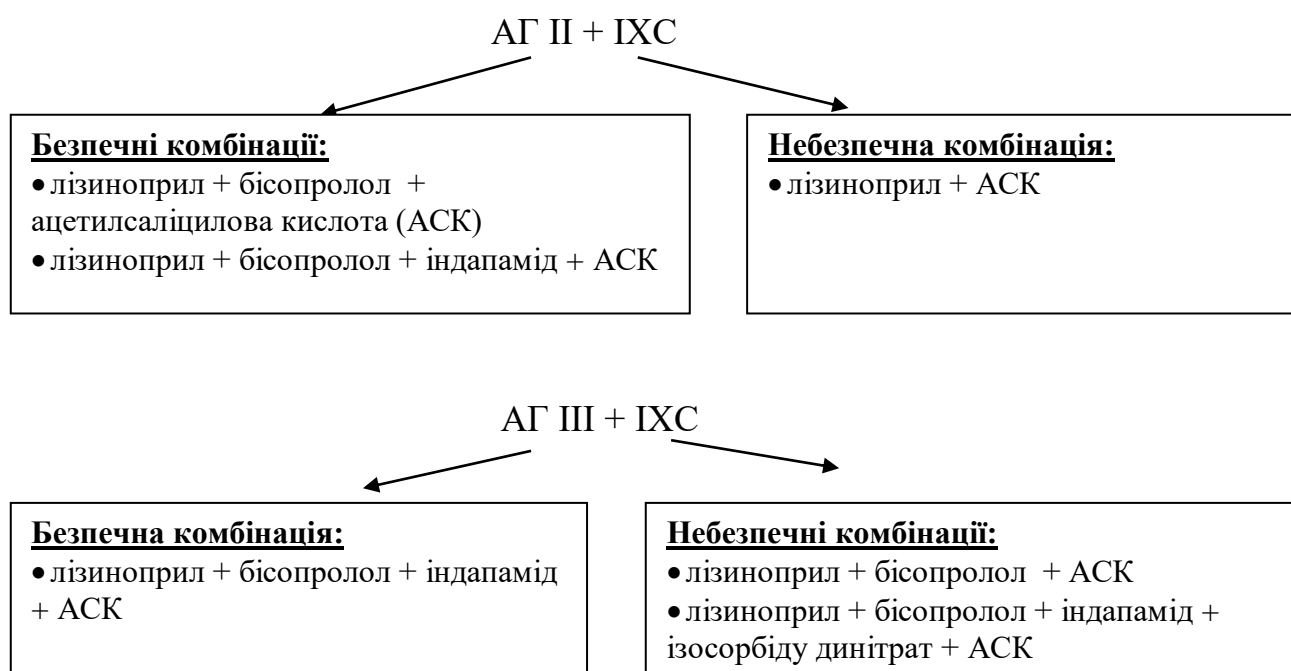 АГ ІІ + ІХС
Безпечні комбінації:
• лізиноприл + бісопролол +
ацетилсаліцилова кислота (АСК)
• лізиноприл + бісопролол + індапамід + АСК
Небезпечна комбінація:
• лізиноприл + АСК
АГ ІІІ + ІХС
Безпечна комбінація:
• лізиноприл + бісопролол + індапамід
+ АСК
Небезпечні комбінації:
• лізиноприл + бісопролол + АСК
• лізиноприл + бісопролол + індапамід +
ізосорбіду динітрат + АСК